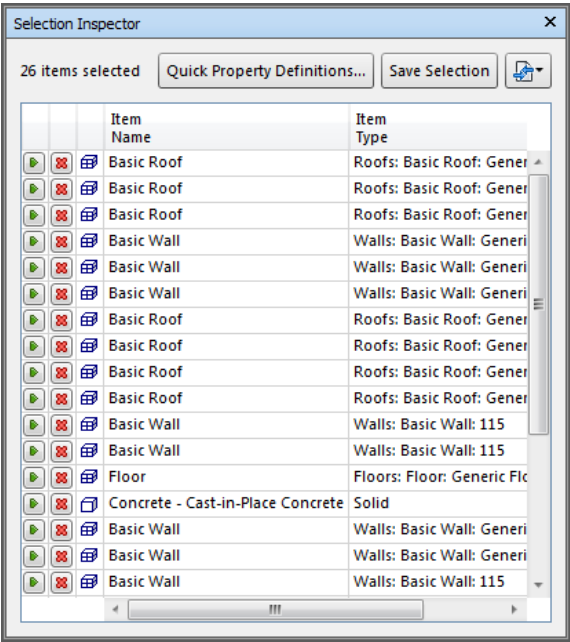 Selection Inspector
26 items selected Quick Property Definitions... Save Selection
Item Name Item Type
Basic Roof Roofs: Basic Roof: Gener
Basic Roof Roofs: Basic Roof: Gener
Basic Roof Roofs: Basic Roof: Gener
Basic Wall Walls: Basic Wall: Generi
Basic Wall Walls: Basic Wall: Generi
Basic Wall Walls: Basic Wall: Generi
Basic Roof Roofs: Basic Roof: Gener
Basic Roof Roofs: Basic Roof: Gener
Basic Roof Roofs: Basic Roof: Gener
Basic Roof Roofs: Basic Roof: Gener
Basic Wall Walls: Basic Wall: 115
Basic Wall Walls: Basic Wall: 115
Floor Floors: Floor: Generic Flo
Concrete - Cast-in-Place Concrete Solid
Basic Wall Walls: Basic Wall: Generi
Basic Wall Walls: Basic Wall: Generi
Basic Wall Walls: Basic Wall: 115